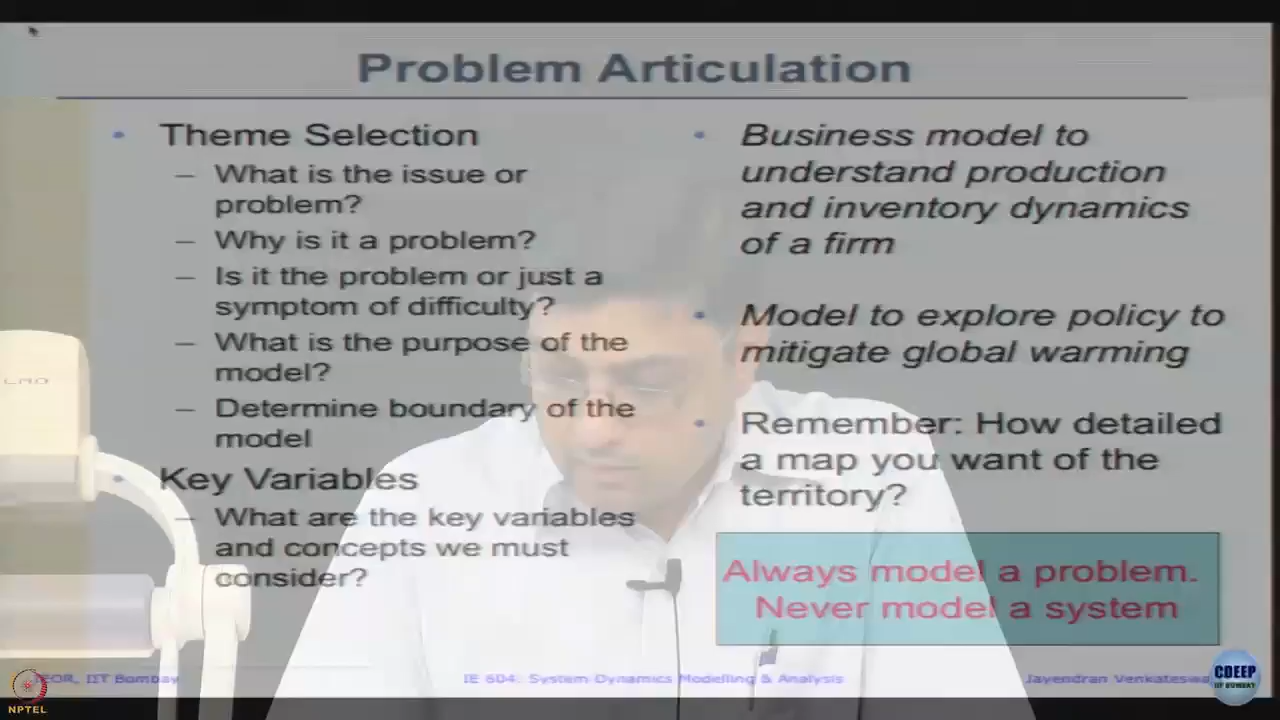 Problem Articulation
• Theme Selection
– What is the issue or
problem?
– Why is it a problem?
– Is it the problem or just a
symptom of difficulty?
– What is the purpose of the
model?
– Determine boundary of the
model
• Key Variables
– What are the key variables
and concepts we must
consider?
• Business model to
understand production
and inventory dynamics
of a firm
• Model to explore policy to
mitigate global warming
• Remember: How detailed
a map you want of the
territory?
Always model a problem.
Never model a system
IIT Bombay
IE 604: System Dynamics Modelling & Analysis
Jayendran
CDEEP
IIT BOMBAY
NPTEL